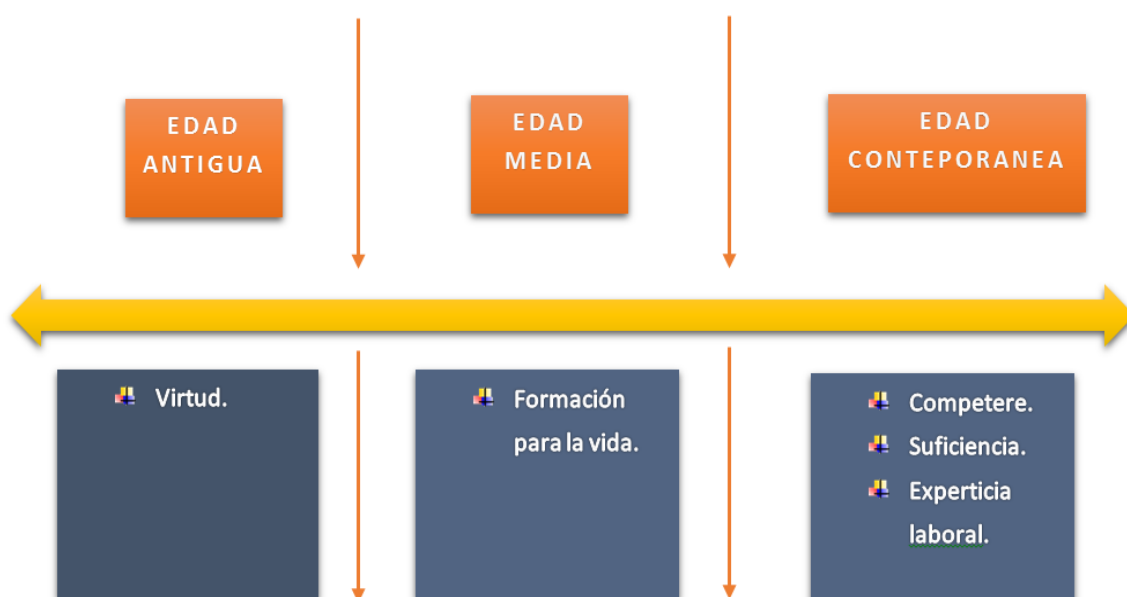 EDAD
ANTIGUA
EDAD
MEDIA
EDAD
CONTEPORANEA
Virtud.
Formación
para la vida.
Competere.
Suficiencia.
Experticia
laboral.